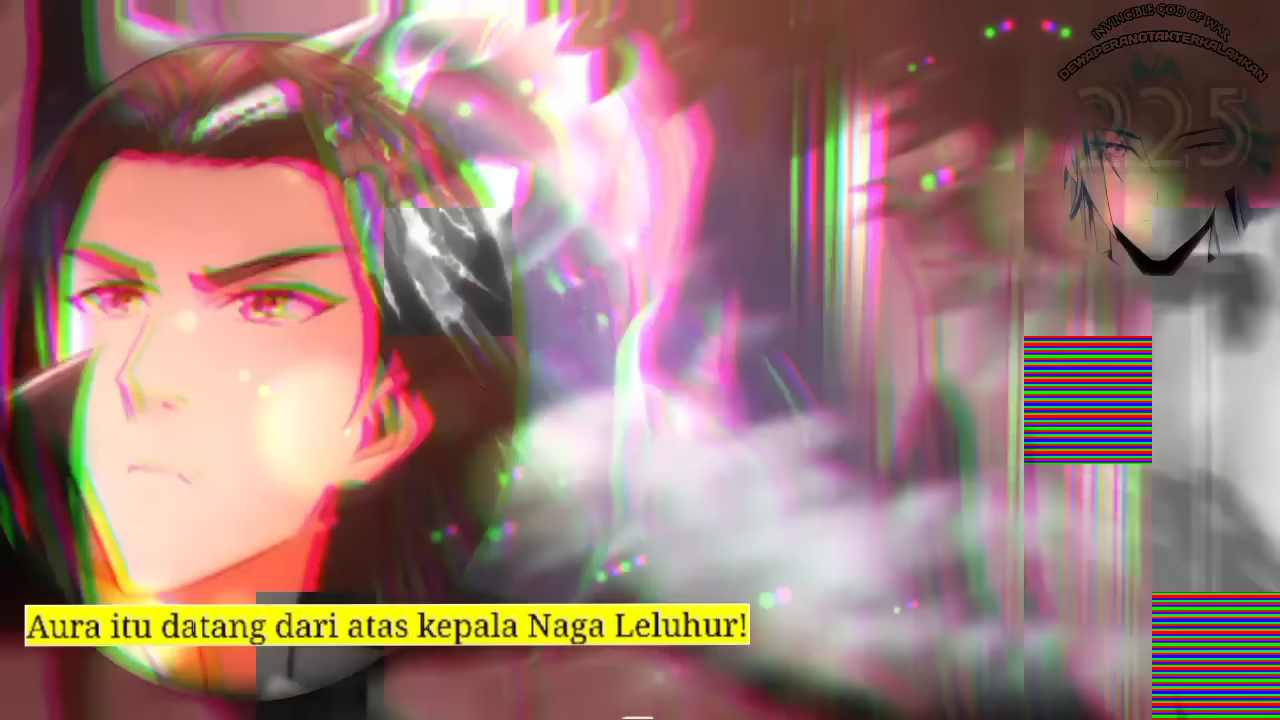 INVINCIBLE GOD OF WAR
DEWAPERANGTAKTERKALAHKAN
225
Aura itu datang dari atas kepala Naga Leluhur!